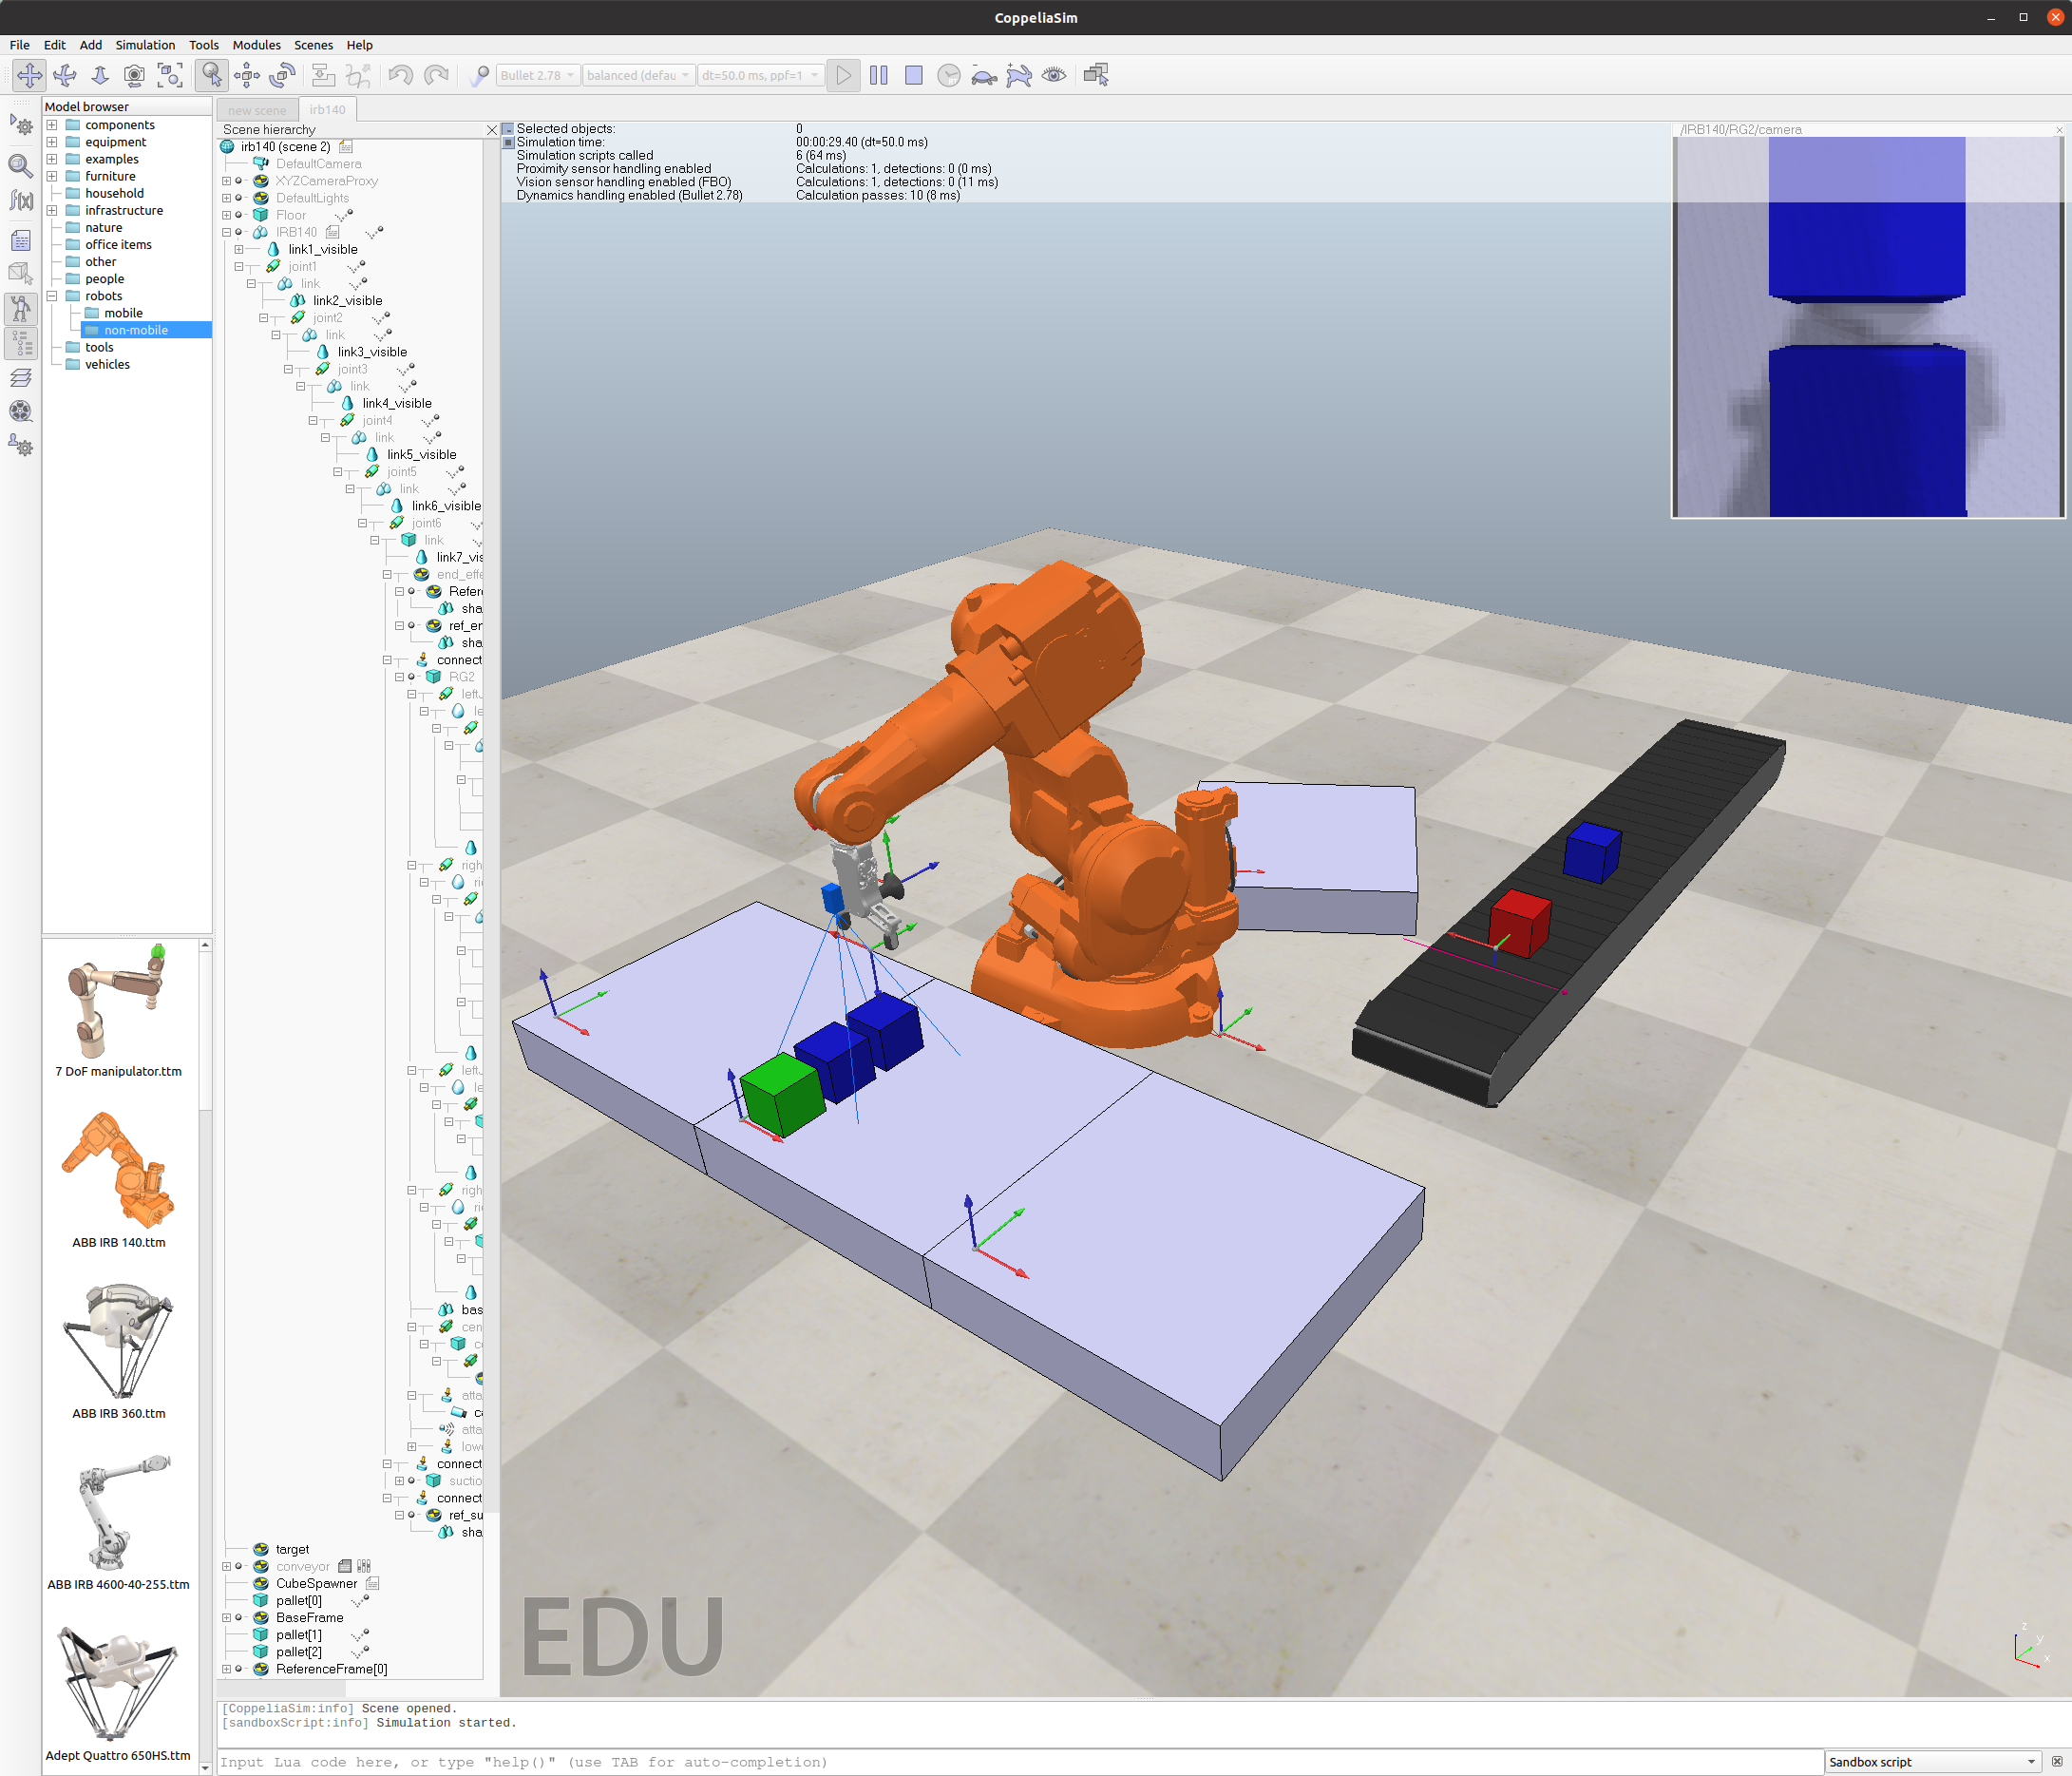 CoppeliaSim
File Edit Add Simulation Tools Modules Scenes Help
Bullet 2.78 balanced (defau dt=50.0 ms, ppf=1
Model browser
components
equipment
examples
furniture
household
infrastructure
nature
office items
other
people
robots
mobile
non-mobile
tools
vehicles
7 DoF manipulator.ttm
ABB IRB 140.ttm
ABB IRB 360.ttm
ABB IRB 4600-40-255.ttm
Adept Quattro 650HS.ttm
new scene irb140
Scene hierarchy
irb140 (scene 2)
DefaultCamera
XYZCameraProxy
DefaultLights
Floor
IRB140
link1_visible
joint1
link
link2_visible
joint2
link
link3_visible
joint3
link
link4_visible
joint4
link
link5_visible
joint5
link
link6_visible
joint6
link
link7_vis
end_effe
Refere
sha
ref_er
sha
connect
RG2
leftJ
le
righ
ri
leftJ
le
righ
ri
bas
cen
c
atta
ca
atta
low
connect
suctio
connect
ref_su
sha
target
conveyor
CubeSpawner
pallet[0]
BaseFrame
pallet[1]
pallet[2]
ReferenceFrame[0]
Selected objects: 0
Simulation time: 00:00:29.40 (dt=50.0 ms)
Simulation scripts called 6 (64 ms)
Proximity sensor handling enabled Calculations: 1, detections: 0 (0 ms)
Vision sensor handling enabled (FBO) Calculations: 1, detections: 0 (11 ms)
Dynamics handling enabled (Bullet 2.78) Calculation passes: 10 (8 ms)
/IRB140/RG2/camera
EDU
z
y
x
[CoppeliaSim:info] Scene opened.
[sandboxScript:info] Simulation started.
Input Lua code here, or type "help()" (use TAB for auto-completion)
Sandbox script